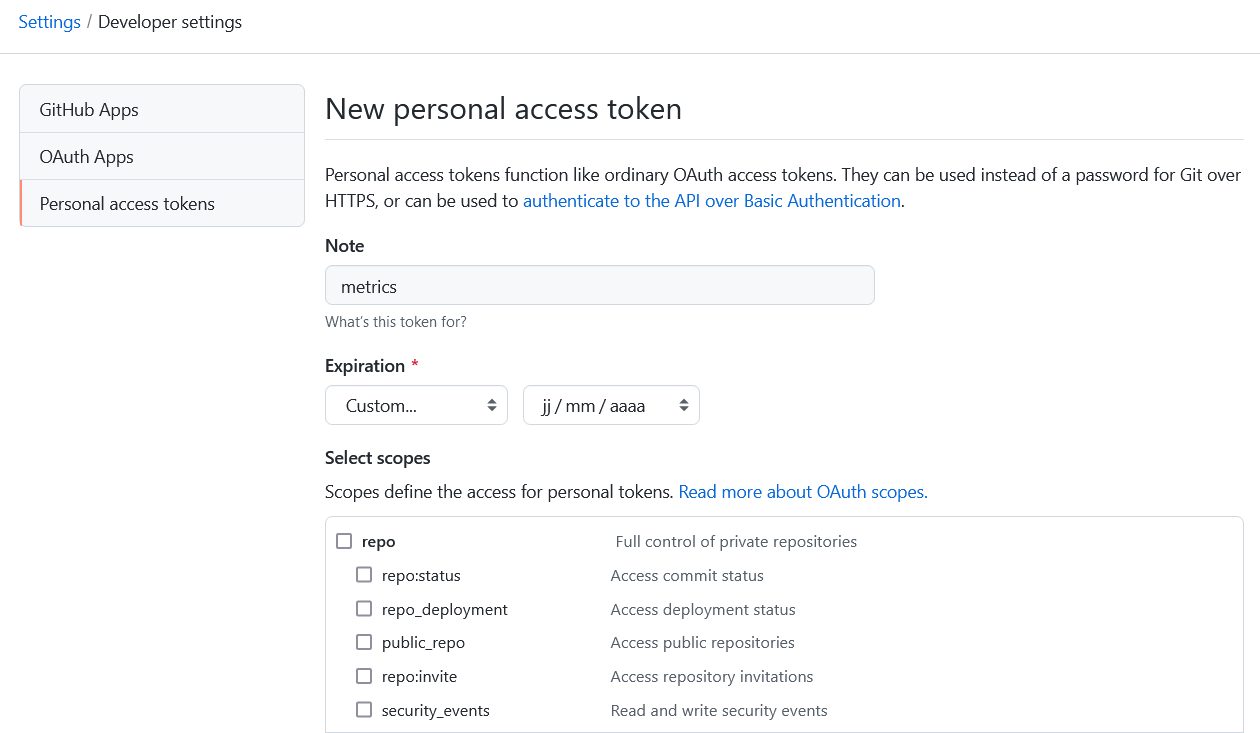 Settings / Developer settings
GitHub Apps
OAuth Apps
Personal access tokens
New personal access token
Personal access tokens function like ordinary OAuth access tokens. They can be used instead of a password for Git over
HTTPS, or can be used to authenticate to the API over Basic Authentication.
Note
metrics
What's this token for?
Expiration *
Custom... jj / mm / aaaa
Select scopes
Scopes define the access for personal tokens. Read more about OAuth scopes.
repo Full control of private repositories
repo:status Access commit status
repo_deployment Access deployment status
public_repo Access public repositories
repo:invite Access repository invitations
security_events Read and write security events